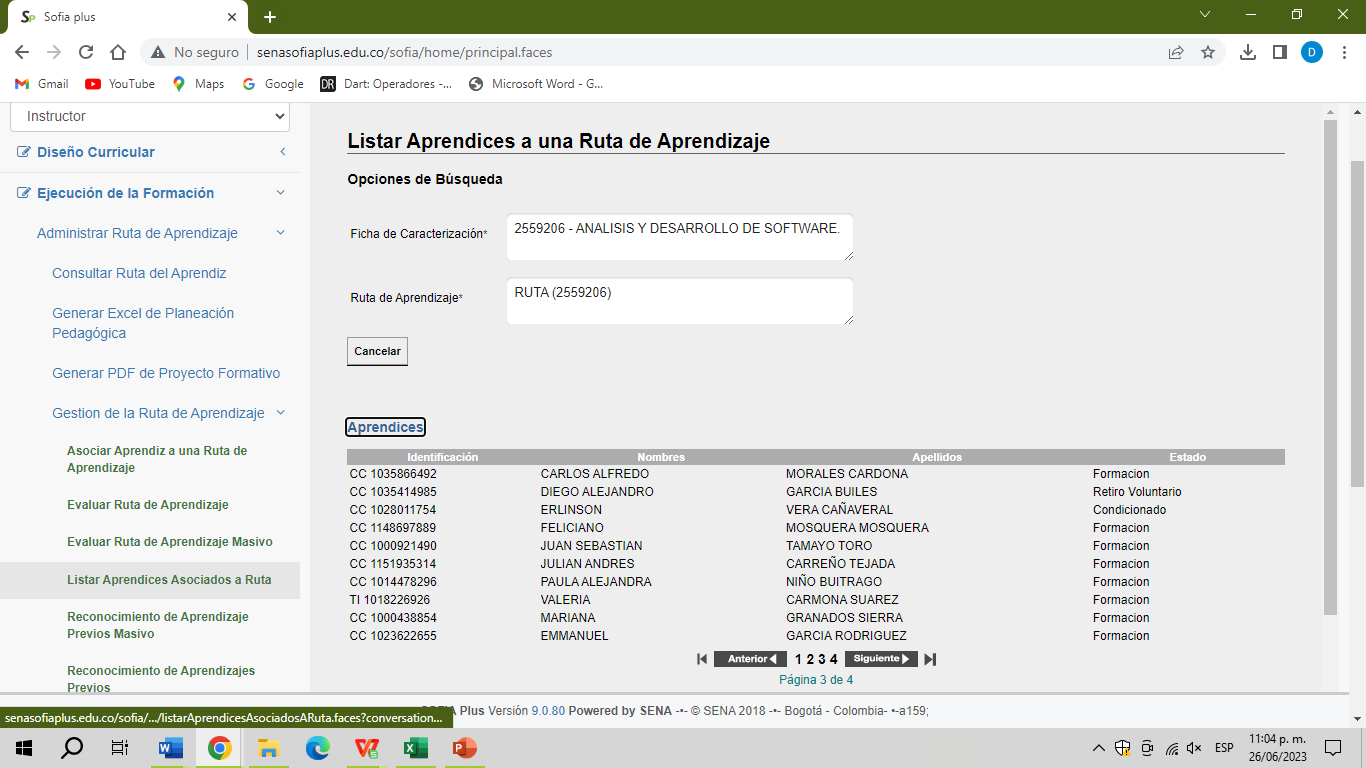 Sofia plus
No seguro
senasofiaplus.edu.co/sofia/home/principal.faces
D
Gmail
YouTube
Maps
Google
DR Dart: Operadores -...
Microsoft Word - G...
Instructor
Diseño Curricular
Ejecución de la Formación
Administrar Ruta de Aprendizaje
Consultar Ruta del Aprendiz
Generar Excel de Planeación
Pedagógica
Generar PDF de Proyecto Formativo
Gestion de la Ruta de Aprendizaje
Asociar Aprendiz a una Ruta de
Aprendizaje
Evaluar Ruta de Aprendizaje
Evaluar Ruta de Aprendizaje Masivo
Listar Aprendices Asociados a Ruta
Reconocimiento de Aprendizaje
Previos Masivo
Reconocimiento de Aprendizajes
Previos
Listar Aprendices a una Ruta de Aprendizaje
Opciones de Búsqueda
Ficha de Caracterización* 2559206 - ANALISIS Y DESARROLLO DE SOFTWARE.
Ruta de Aprendizaje* RUTA (2559206)
Cancelar
Aprendices
Identificación Nombres Apellidos Estado
CC 1035866492 CARLOS ALFREDO MORALES CARDONA Formacion
CC 1035414985 DIEGO ALEJANDRO GARCIA BUILES Retiro Voluntario
CC 1028011754 ERLINSON VERA CAÑAVERAL Condicionado
CC 1148697889 FELICIANO MOSQUERA MOSQUERA Formacion
CC 1000921490 JUAN SEBASTIAN TAMAYO TORO Formacion
CC 1151935314 JULIAN ANDRES CARREÑO TEJADA Formacion
CC 1014478296 PAULA ALEJANDRA NIÑO BUITRAGO Formacion
TI 1018226926 VALERIA CARMONA SUAREZ Formacion
CC 1000438854 MARIANA GRANADOS SIERRA Formacion
CC 1023622655 EMMANUEL GARCIA RODRIGUEZ Formacion
Anterior 1 2 3 4 Siguiente
Página 3 de 4
Plus Versión 9.0.80 Powered by SENA -•- © SENA 2018 -•- Bogotá - Colombia- •-a159;
senasofiaplus.edu.co/sofia/.../listarAprendicesAsociadosARuta.faces?conversation...
ESP
11:04 p. m.
26/06/2023